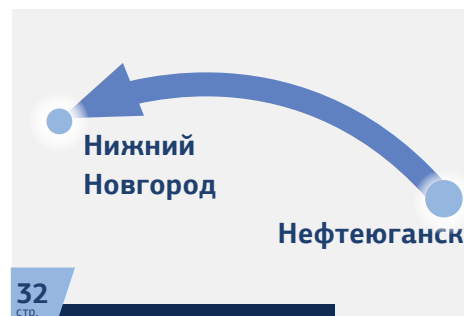 Нижний
Новгород
Нефтеюганск
32
стр.